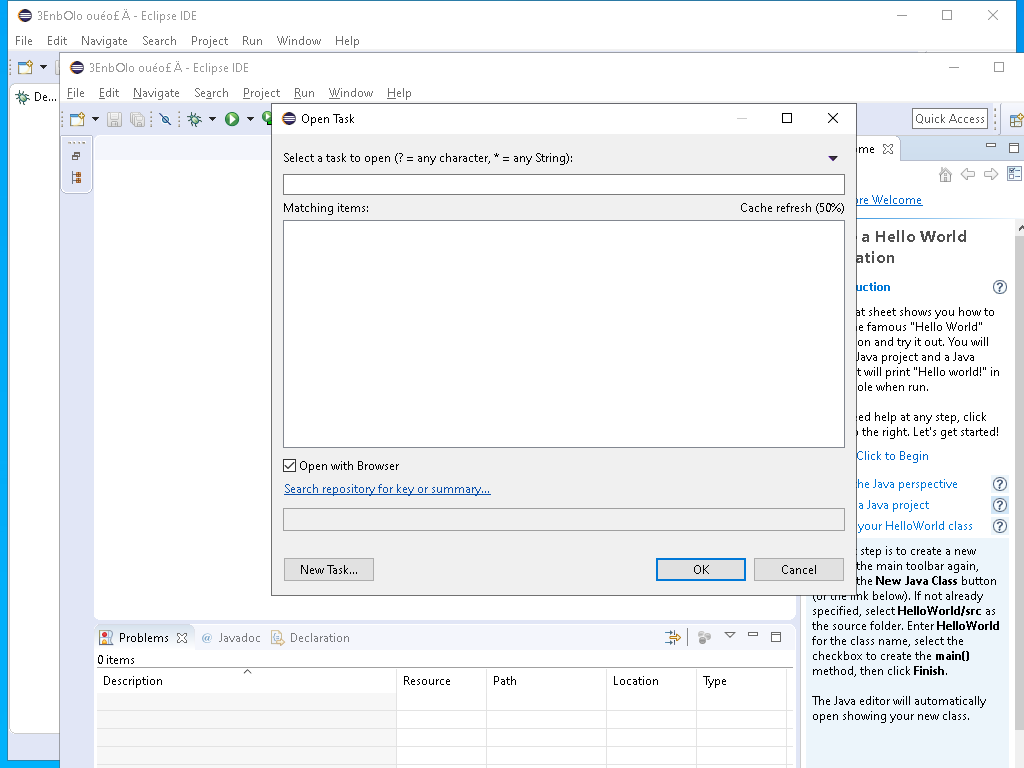 3EnbOlo ouéo£ Ä - Eclipse IDE
File Edit Navigate Search Project Run Window Help
De...
3EnbOlo ouéo£ Ä - Eclipse IDE
File Edit Navigate Search Project Run Window Help
Quick Access
Open Task
Select a task to open (? = any character, * = any String):
Matching items:
Cache refresh (50%)
Open with Browser
Search repository for key or summary...
New Task...
OK
Cancel
ome
re Welcome
a Hello World
ation
uction
at sheet shows you how to
e famous "Hello World"
on and try it out. You will
Java project and a Java
t will print "Hello world!" in
ole when run.
ed help at any step, click
the right. Let's get started!
Click to Begin
he Java perspective
a Java project
your HelloWorld class
step is to create a new
the main toolbar again,
the New Java Class button
(or the link below). If not already
specified, select HelloWorld/src as
the source folder. Enter HelloWorld
for the class name, select the
checkbox to create the main()
method, then click Finish.
The Java editor will automatically
open showing your new class.
Problems
Javadoc
Declaration
0 items
Description Resource Path Location Type